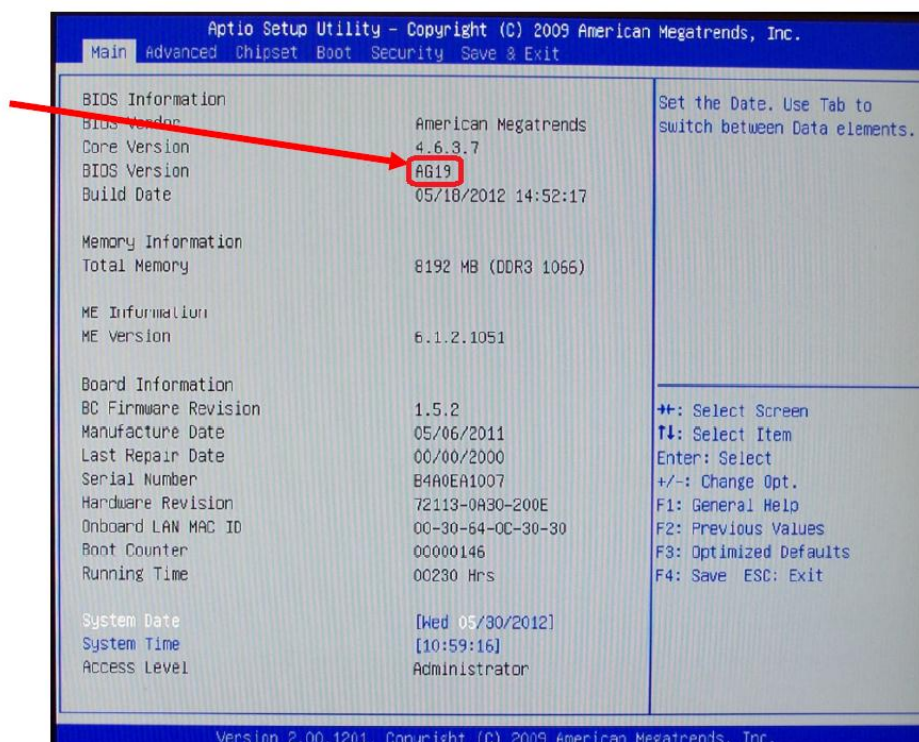 Aptio Setup Utility – Copyright (C) 2009 American Megatrends, Inc.
Main Advanced Chipset Boot Security Save & Exit
BIOS Information
BIOS Vendor American Megatrends
Core Version 4.6.3.7
BIOS Version AG19
Build Date 05/18/2012 14:52:17
Memory Information
Total Memory 8192 MB (DDR3 1066)
ME Information
ME Version 6.1.2.1051
Board Information
BC Firmware Revision 1.5.2
Manufacture Date 05/06/2011
Last Repair Date 00/00/2000
Serial Number B4A0EA1007
Hardware Revision 72113-0A30-200E
Onboard LAN MAC ID 00-30-64-0C-30-30
Boot Counter 00000146
Running Time 00230 Hrs
System Date [Wed 05/30/2012]
System Time [10:59:16]
Access Level Administrator
Set the Date. Use Tab to
switch between Data elements.
→←: Select Screen
↑↓: Select Item
Enter: Select
+/-: Change Opt.
F1: General Help
F2: Previous Values
F3: Optimized Defaults
F4: Save ESC: Exit
Version 2.00.1201. Copyright (C) 2009 American Megatrends, Inc.